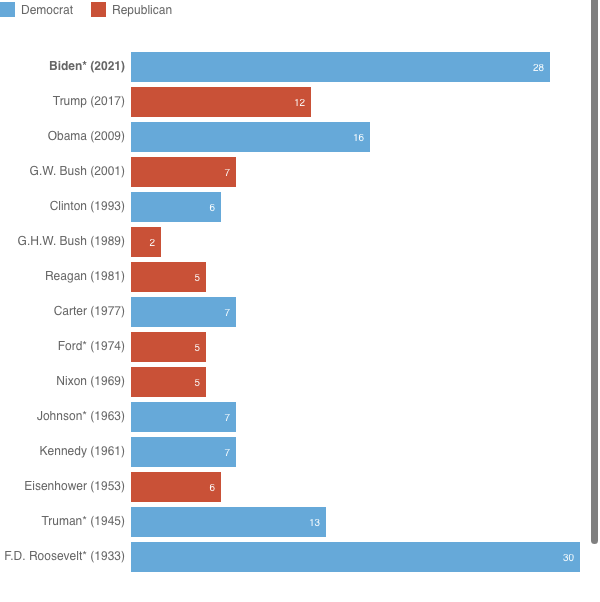 Democrat Republican
Biden* (2021) 28
Trump (2017) 12
Obama (2009) 16
G.W. Bush (2001) 7
Clinton (1993) 6
G.H.W. Bush (1989) 2
Reagan (1981) 5
Carter (1977) 7
Ford* (1974) 5
Nixon (1969) 5
Johnson* (1963) 7
Kennedy (1961) 7
Eisenhower (1953) 6
Truman* (1945) 13
F.D. Roosevelt* (1933) 30